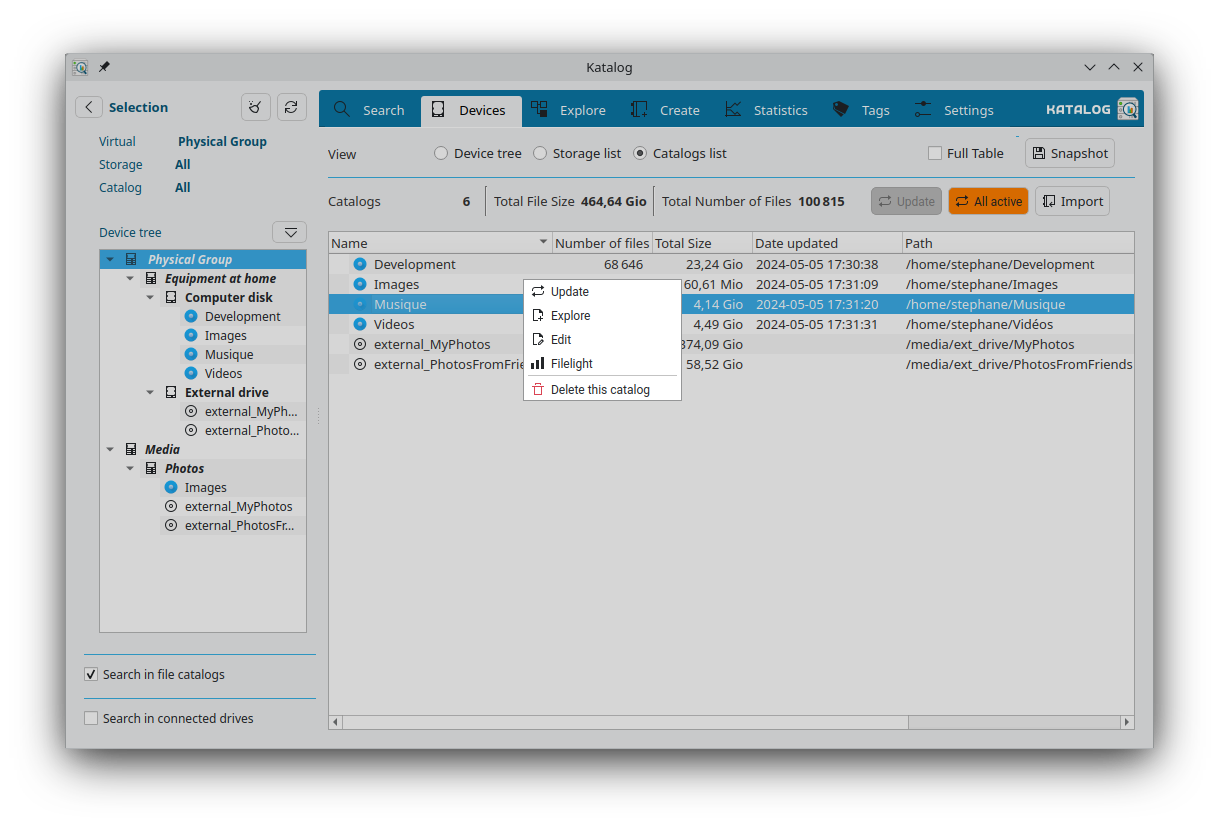 Katalog
Selection
Search Devices Explore Create Statistics Tags Settings KATALOG
Virtual Physical Group
Storage All
Catalog All
View Device tree Storage list Catalogs list Full Table Snapshot
Catalogs 6 Total File Size 464,64 Gio Total Number of Files 100 815 Update All active Import
Device tree
Physical Group
Equipment at home
Computer disk
Development
Images
Musique
Videos
External drive
external_MyPh...
external_Photo...
Media
Photos
Images
external_MyPhotos
external_PhotosFr...
Search in file catalogs
Search in connected drives
Name Number of files Total Size Date updated Path
Development 68 646 23,24 Gio 2024-05-05 17:30:38 /home/stephane/Development
Images 60,61 Mio 2024-05-05 17:31:09 /home/stephane/Images
Musique 4,14 Gio 2024-05-05 17:31:20 /home/stephane/Musique
Videos 4,49 Gio 2024-05-05 17:31:31 /home/stephane/Vidéos
external_MyPhotos 374,09 Gio /media/ext_drive/MyPhotos
external_PhotosFromFrie 58,52 Gio /media/ext_drive/PhotosFromFriends
Update
Explore
Edit
Filelight
Delete this catalog